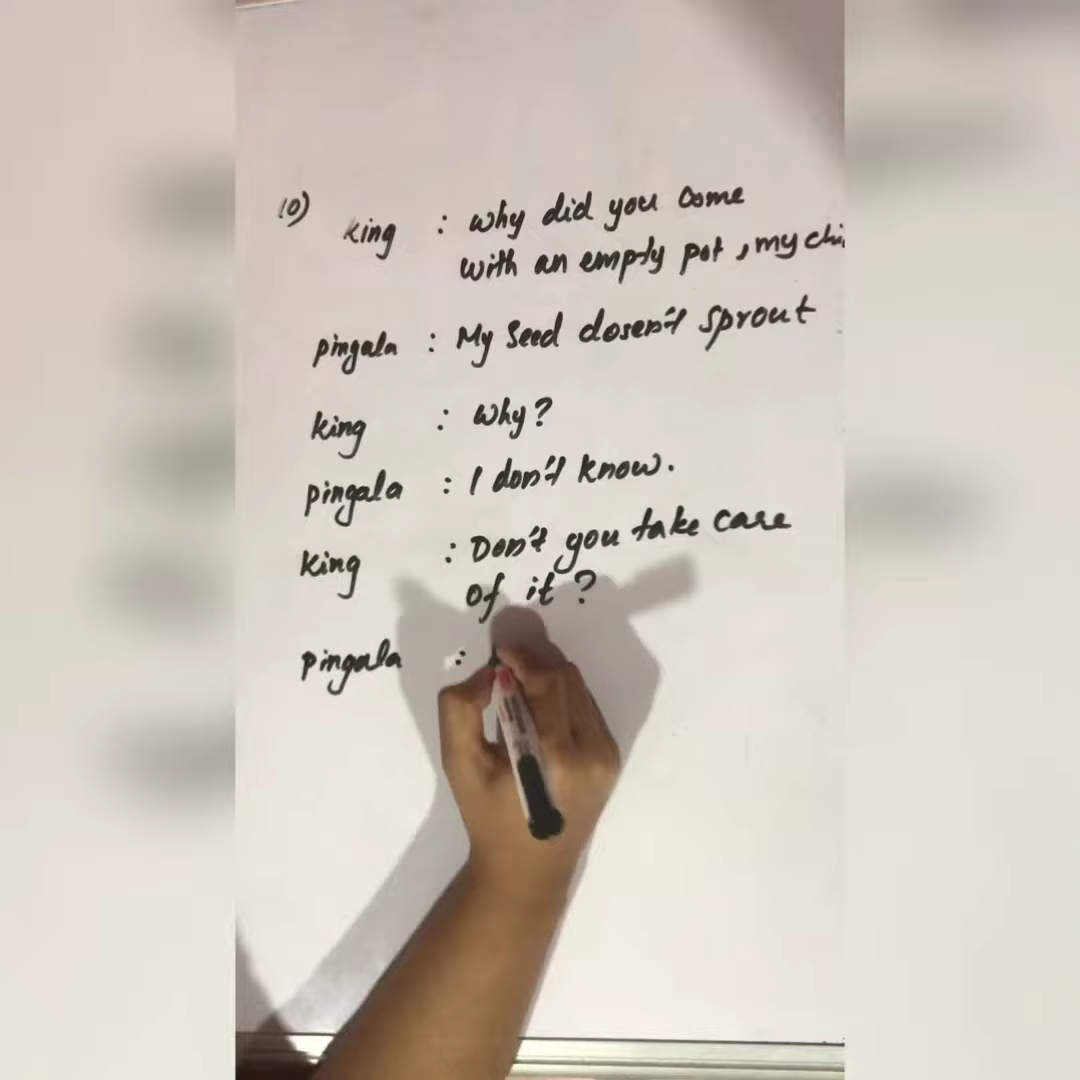 10) king : why did you come
with an empty pot, my
pingala : My seed dosen't sprout
king : why?
pingala : I don't know.
king : Don't you take care
of it?
pingala :